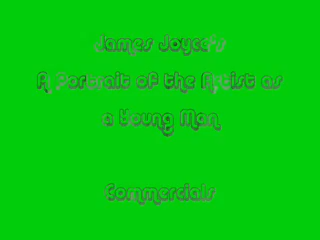 James Joyce's
A Portrait of the Artist as
a Young Man
Commercials